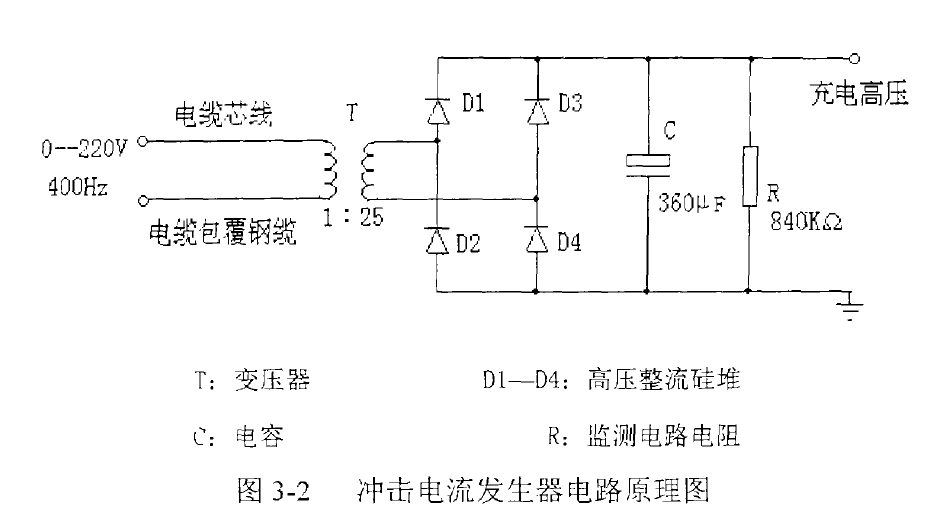 电缆芯线 T D1 D3 充电高压
0--220V C
400Hz 360μF R
电缆包覆钢缆 1:25 D2 D4 840KΩ
T: 变压器 D1—D4: 高压整流硅堆
C: 电容 R: 监测电路电阻
图 3-2 冲击电流发生器电路原理图